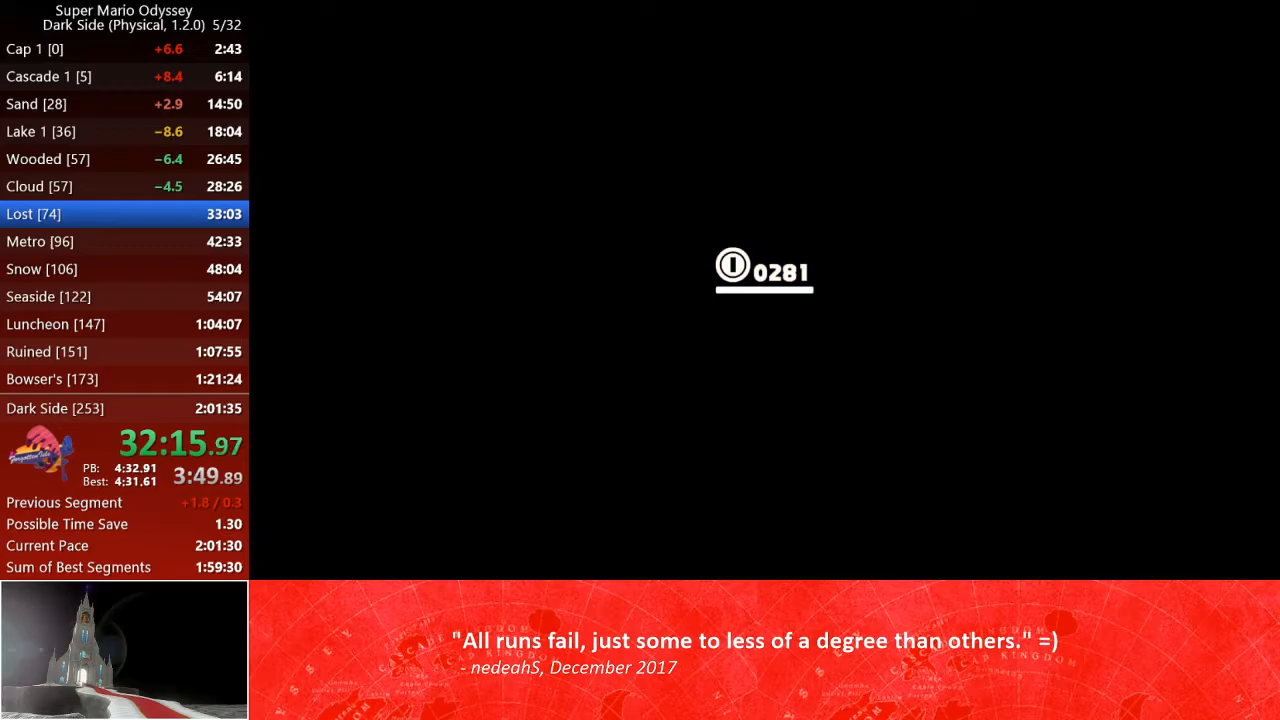 Super Mario Odyssey
Dark Side (Physical, 1.2.0) 5/32
Cap 1 [0] +6.6 2:43
Cascade 1 [5] +8.4 6:14
Sand [28] +2.9 14:50
Lake 1 [36] −8.6 18:04
Wooded [57] −6.4 26:45
Cloud [57] −4.5 28:26
Lost [74] 33:03
Metro [96] 42:33
Snow [106] 48:04
Seaside [122] 54:07
Luncheon [147] 1:04:07
Ruined [151] 1:07:55
Bowser's [173] 1:21:24
Dark Side [253] 2:01:35
32:15.97
PB: 4:32.91
Best: 4:31.61
3:49.89
Previous Segment +1.8 / 0.3
Possible Time Save 1.30
Current Pace 2:01:30
Sum of Best Segments 1:59:30
0281
"All runs fail, just some to less of a degree than others." =)
- nedeahS, December 2017